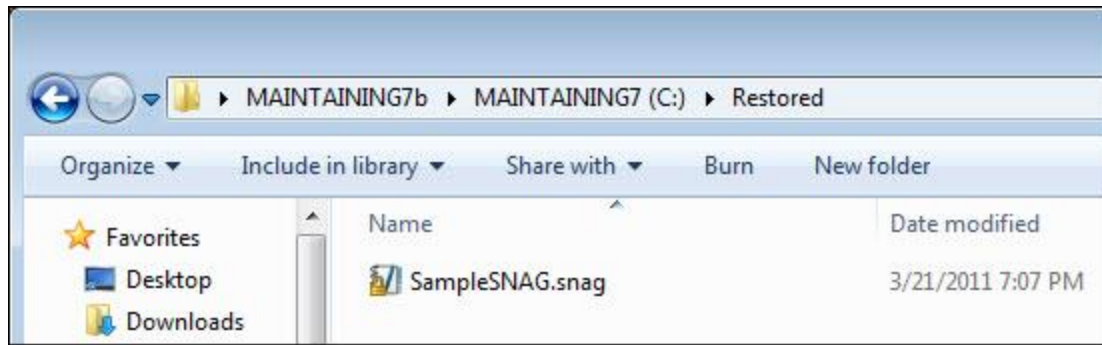 MAINTAINING7b MAINTAINING7 (C:) Restored
Organize Include in library Share with Burn New folder
Favorites
Desktop
Downloads
Name Date modified
SampleSNAG.snag 3/21/2011 7:07 PM